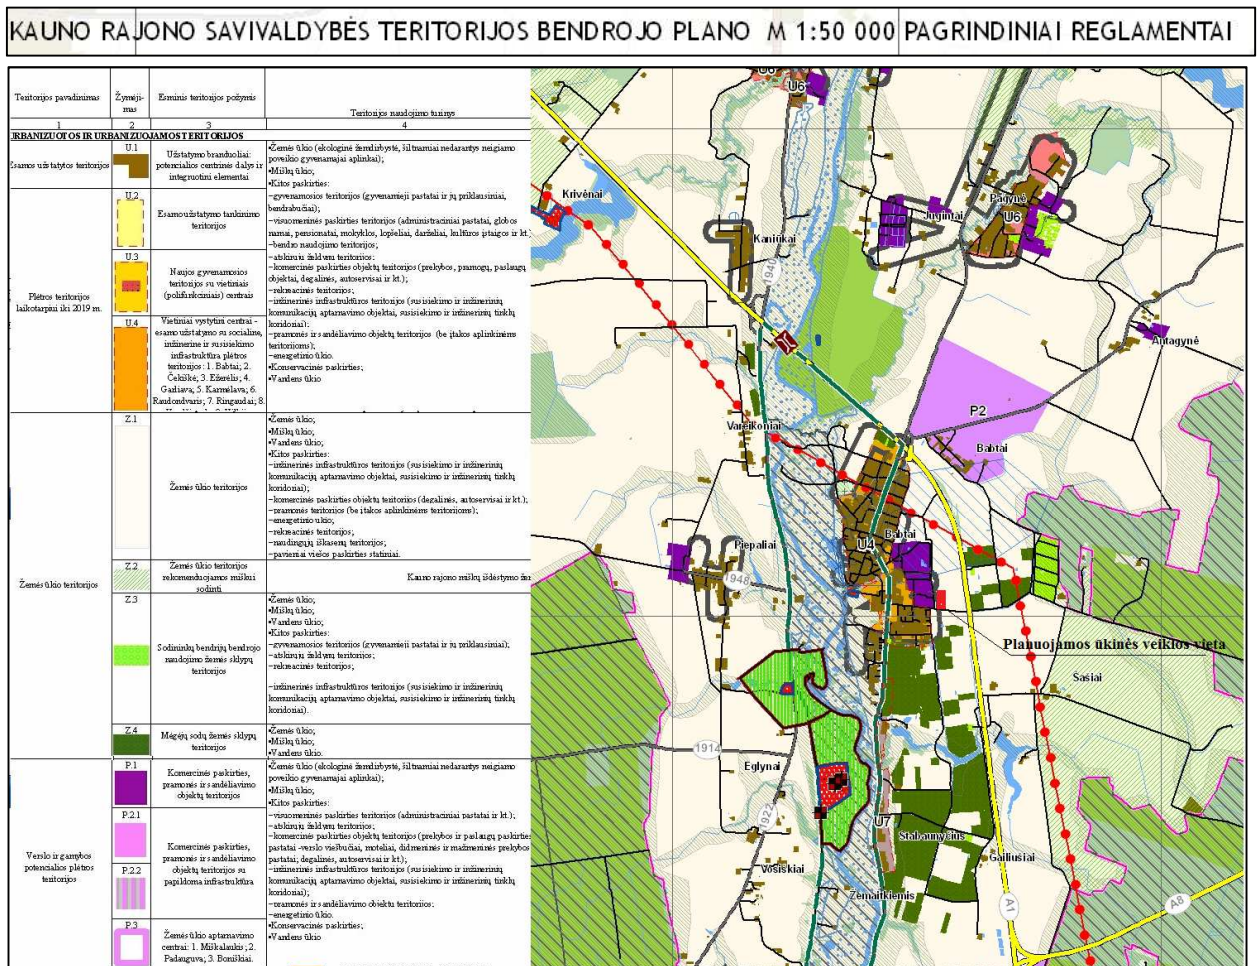 KAUNO RAJONO SAVIVALDYBĖS TERITORIJOS BENDROJO PLANO M 1:50 000 PAGRINDINIAI REGLAMENTAI
Teritorijos pavadinimas
Žymėji-
mas
Esminis teritorijos požymis
Teritorijos naudojimo turinys
1
2
3
4
URBANIZUOTOS IR URBANIZUOJAMOS TERITORIJOS
Esamos užstatytos teritorijos
U.1
Užstatymo branduoliai:
potencialios centrinės dalys ir
integruotini elementai
Plėtros teritorijos
laikotarpiui iki 2019 m.
U.2
Esamo užstatymo tankinimo
teritorijos
U.3
Naujos gyvenamosios
teritorijos su vietiniais
(polifunkciniais) centrais
U.4
Vietiniai vystytini centrai -
esamo užstatymo su socialine,
inžinerine ir susisiekimo
infrastruktūra plėtros
teritorijos: 1. Babtai; 2.
Čekiškė; 3. Ežerėlis; 4.
Garliava; 5. Karmėlava; 6.
Raudondvaris; 7. Ringaudai; 8.
•Žemės ūkio (ekologinė žemdirbystė, šiltnamiai nedarantys neigiamo
poveikio gyvenamajai aplinkai);
•Miškų ūkio;
•Kitos paskirties:
–gyvenamosios teritorijos (gyvenamieji pastatai ir jų priklausiniai,
bendrabučiai);
–visuomeninės paskirties teritorijos (administraciniai pastatai, globos
namai, pensionatai, mokyklos, lopšeliai, darželiai, kultūros įstaigos ir kt.)
–bendro naudojimo teritorijos;
–atskirųjų želdynų teritorijos;
–komercinės paskirties objektų teritorijos (prekybos, pramogų, paslaugų
objektai, degalinės, autoservisai ir kt.);
–rekreacinės teritorijos;
–inžinerinės infrastruktūros teritorijos (susisiekimo ir inžinerinių
komunikacijų aptarnavimo objektai, susisiekimo ir inžinerinių tinklų
koridoriai);
–pramonės ir sandėliavimo objektų teritorijos (be įtakos aplinkinėms
teritorijoms);
–energetinio ūkio.
•Konservacinės paskirties;
•Vandens ūkio
Žemės ūkio teritorijos
Z.1
Žemės ūkio teritorijos
•Žemės ūkio;
•Miškų ūkio;
•Vandens ūkio;
•Kitos paskirties:
–inžinerinės infrastruktūros teritorijos (susisiekimo ir inžinerinių
komunikacijų aptarnavimo objektai, susisiekimo ir inžinerinių tinklų
koridoriai);
–komercinės paskirties objektų teritorijos (degalinės, autoservisai ir kt.);
–pramonės teritorijos (be įtakos aplinkinėms teritorijoms);
–energetinio ūkio;
–rekreacinės teritorijos;
–naudingųjų iškasenų teritorijos;
–pavieniai viešos paskirties statiniai.
Z.2
Žemės ūkio teritorijos
rekomenduojamos miškui
sodinti
Kauno rajono miškų išdėstymo
Z.3
Sodininkų bendrijų bendrojo
naudojimo žemės sklypų
teritorijos
•Žemės ūkio;
•Miškų ūkio;
•Vandens ūkio;
•Kitos paskirties:
–gyvenamosios teritorijos (gyvenamieji pastatai ir jų priklausiniai);
–atskirųjų želdynų teritorijos;
–rekreacinės teritorijos;
–inžinerinės infrastruktūros teritorijos (susisiekimo ir inžinerinių
komunikacijų aptarnavimo objektai, susisiekimo ir inžinerinių tinklų
koridoriai).
Z.4
Mėgėjų sodų žemės sklypų
teritorijos
•Žemės ūkio;
•Miškų ūkio;
•Vandens ūkio.
Verslo ir gamybos
potencialios plėtros
teritorijos
P.1
Komercinės paskirties,
pramonės ir sandėliavimo
objektų teritorijos
P.2.1
P.2.2
Komercinės paskirties,
pramonės ir sandėliavimo
objektų teritorijos su
papildoma infrastruktūra
P.3
Žemės ūkio aptarnavimo
centrai: 1. Miškalaukis; 2.
Padauguva; 3. Boniškiai.
•Žemės ūkio (ekologinė žemdirbystė, šiltnamiai nedarantys neigiamo
poveikio gyvenamajai aplinkai);
•Miškų ūkio;
•Kitos paskirties:
–visuomeninės paskirties teritorijos (administraciniai pastatai ir kt.);
–atskirųjų želdynų teritorijos;
–komercinės paskirties objektų teritorijos (prekybos ir paslaugų paskirties
pastatai -verslo viešbučiai, moteliai, didmeninės ir mažmeninės prekybos
pastatai; degalinės, autoservisai ir kt.);
–inžinerinės infrastruktūros teritorijos (susisiekimo ir inžinerinių
komunikacijų aptarnavimo objektai, susisiekimo ir inžinerinių tinklų
koridoriai);
–pramonės ir sandėliavimo objektų teritorijos;
–energetinio ūkio.
•Konservacinės paskirties;
•Vandens ūkio
U6
U6
Krivėnai
Kaniūkai
1940
Juginfai
Pagynė
U6
Antagynė
P2
Babtai
Vareikoniai
Piepaliai
1948
U4
Babtai
Planuojamos ūkinės veiklos vieta
Sašiai
1914
Eglynai
1922
U7
Stabaunyčius
Gailiušiai
Vosiškiai
Žemaitkiemis
A1
A8